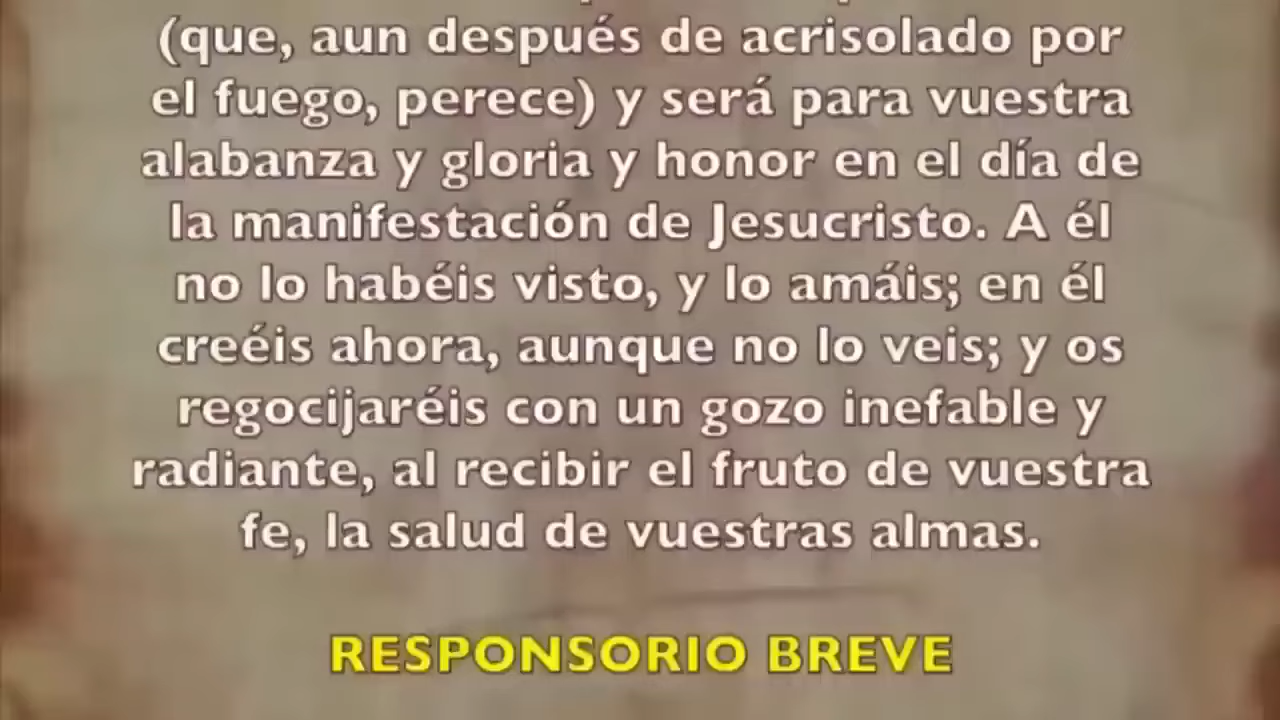 (que, aun después de acrisolado por
el fuego, perece) y será para vuestra
alabanza y gloria y honor en el día de
la manifestación de Jesucristo. A él
no lo habéis visto, y lo amáis; en él
creéis ahora, aunque no lo veis; y os
regocijaréis con un gozo inefable y
radiante, al recibir el fruto de vuestra
fe, la salud de vuestras almas.
RESPONSORIO BREVE